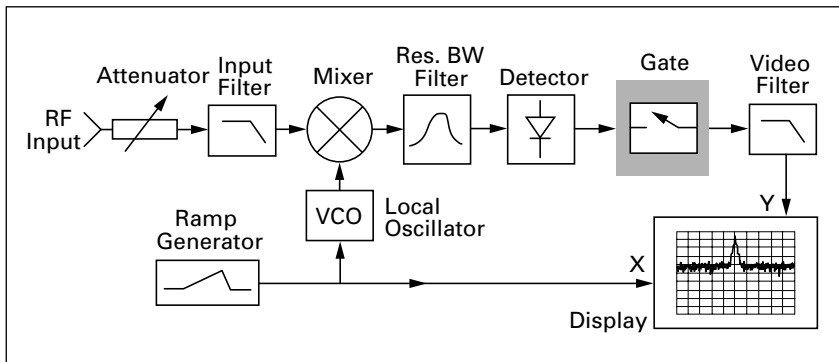 Attenuator
Input
Filter
Mixer
Res. BW
Filter
Detector
Gate
Video
Filter
RF
Input
VCO
Local
Oscillator
Ramp
Generator
Y
X
Display